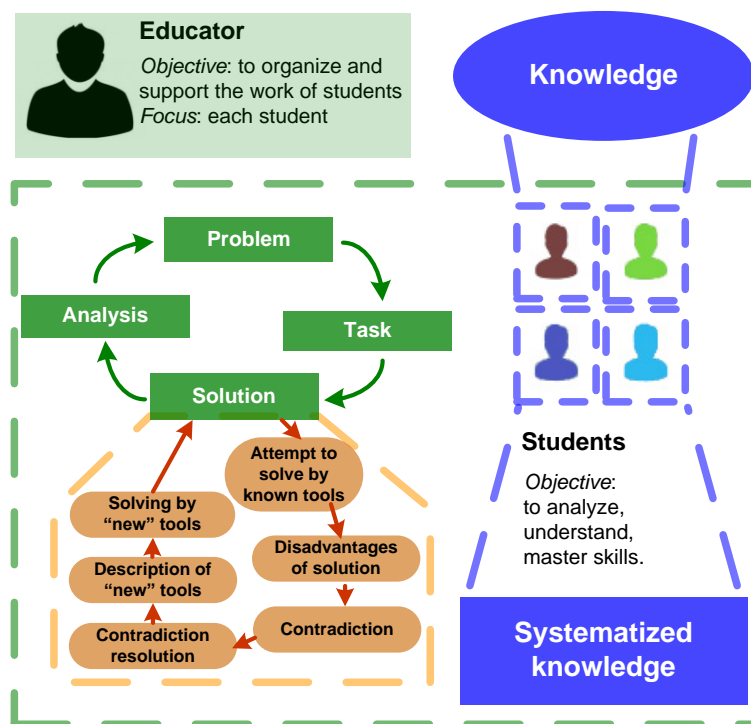 Educator
Objective: to organize and
support the work of students
Focus: each student
Knowledge
Problem
Analysis
Task
Solution
Attempt to
solve by
known tools
Solving by
“new” tools
Disadvantages
of solution
Description of
“new” tools
Contradiction
Contradiction
resolution
Students
Objective:
to analyze,
understand,
master skills.
Systematized
knowledge